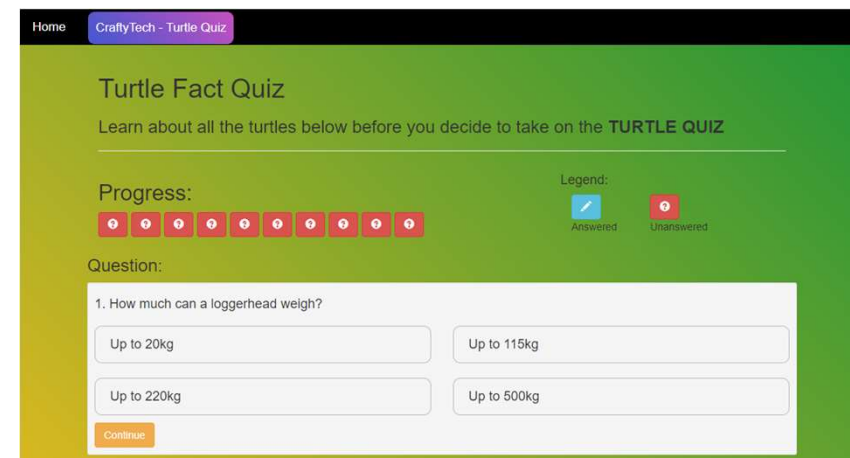 Home CraftyTech - Turtle Quiz
Turtle Fact Quiz
Learn about all the turtles below before you decide to take on the TURTLE QUIZ
Progress:
Legend:
Answered Unanswered
Question:
1. How much can a loggerhead weigh?
Up to 20kg Up to 115kg
Up to 220kg Up to 500kg
Continue